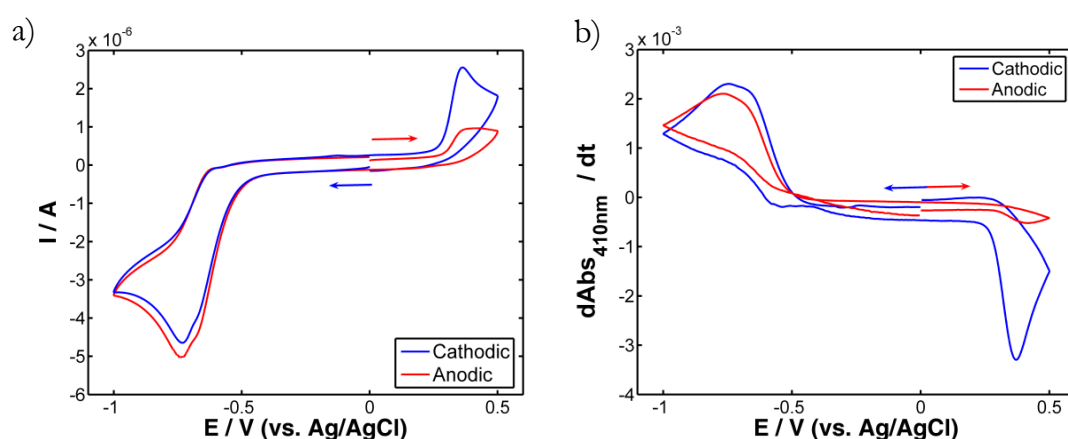 a)
x 10⁻⁶
3
2
1
0
-1
-2
-3
-4
-5
-6
I / A
Cathodic
Anodic
-1
-0.5
0
0.5
E / V (vs. Ag/AgCl)
b)
x 10⁻³
3
2
1
0
-1
-2
-3
-4
dAbs410nm / dt
Cathodic
Anodic
-1
-0.5
0
0.5
E / V (vs. Ag/AgCl)